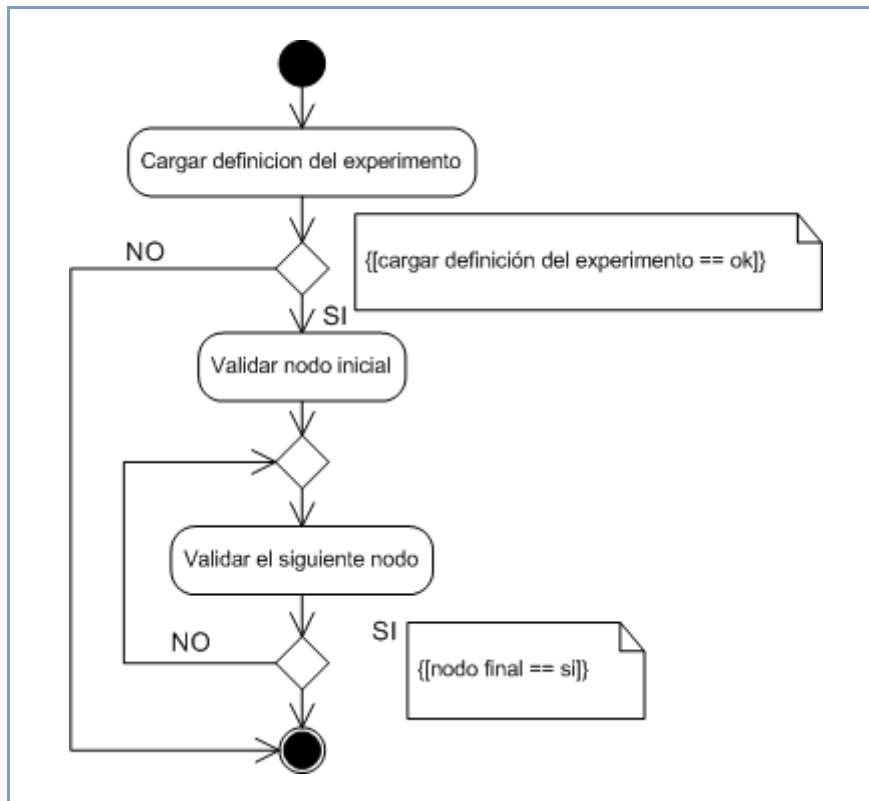 Cargar definicion del experimento
NO
{[cargar definición del experimento == ok]}
SI
Validar nodo inicial
Validar el siguiente nodo
NO
SI
{[nodo final == si]}